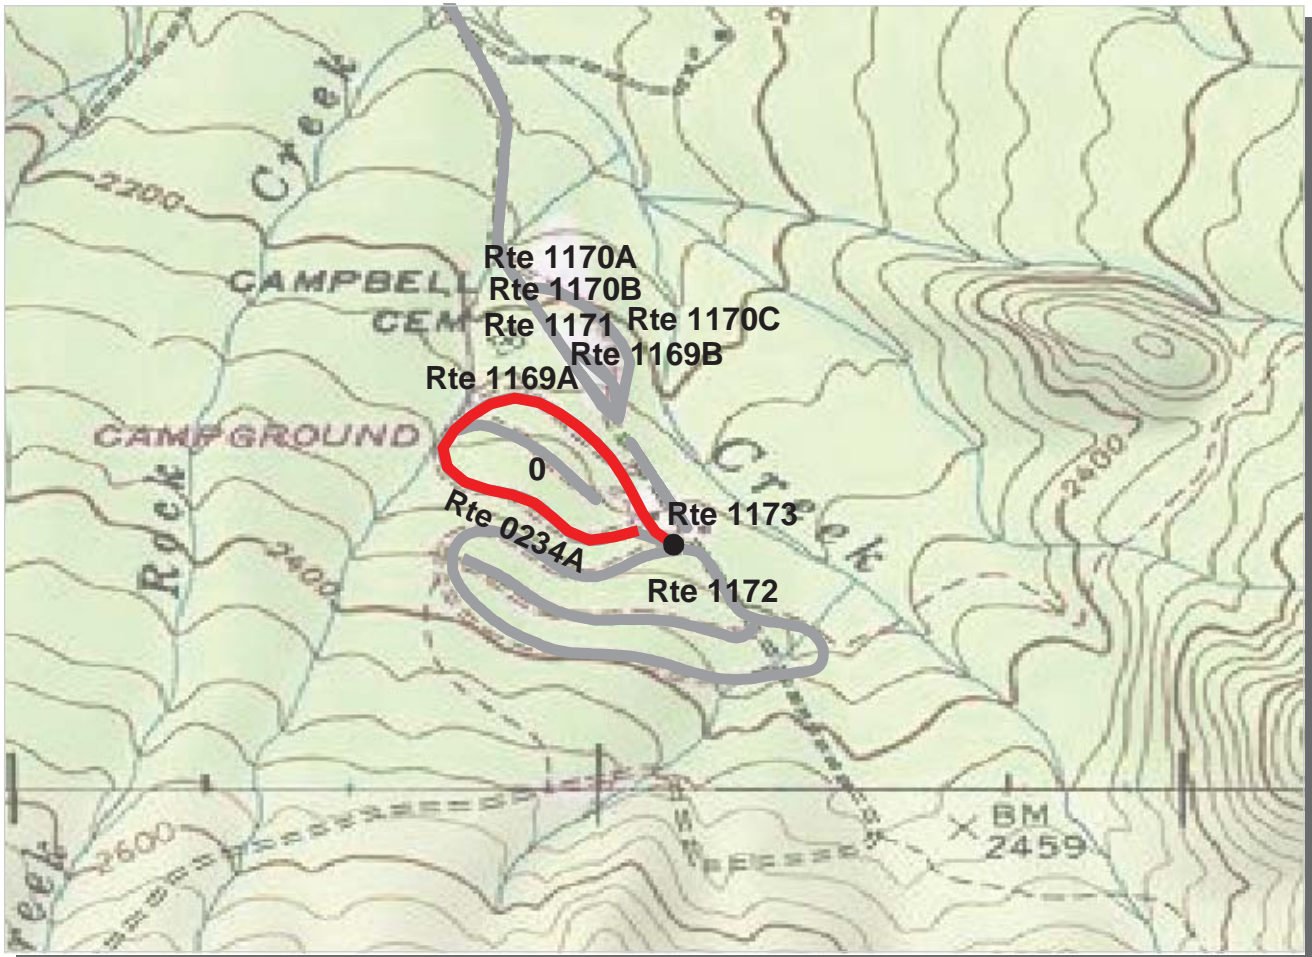 Creek
2200
Rte 1170A
CAMPBELL
Rte 1170B
CEM
Rte 1171
Rte 1170C
Rte 1169B
Rte 1169A
CAMPGROUND
0
Creek
2400
Rock
Rte 0234A
Rte 1173
2400
Rte 1172
BM
2459
2600
reek